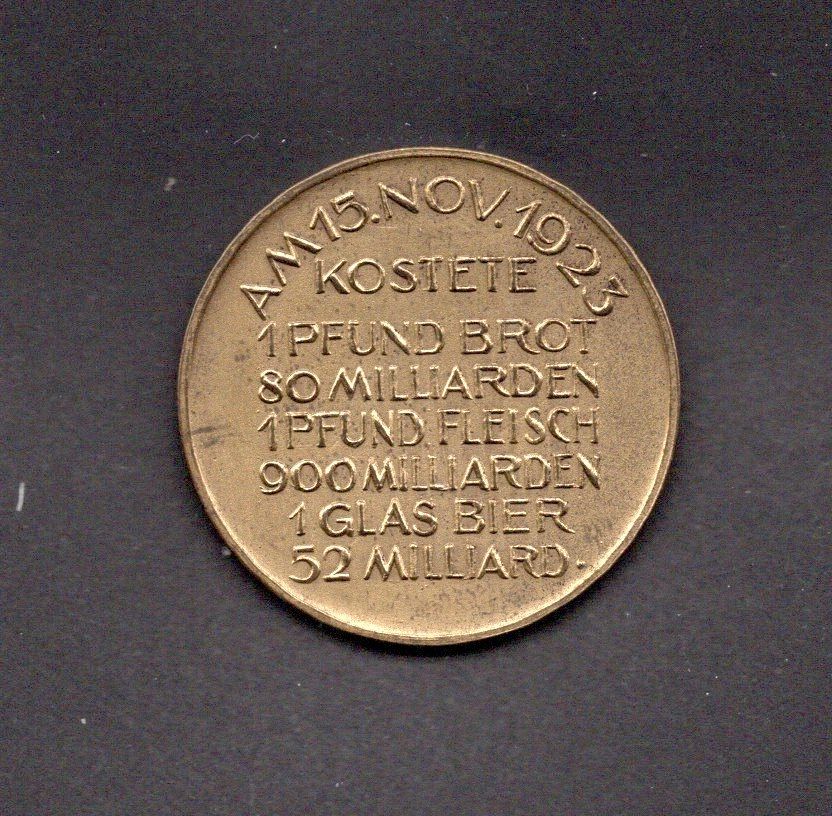 AM 15. NOV. 1923
KOSTETE
1 PFUND BROT
80 MILLIARDEN
1 PFUND FLEISCH
900 MILLIARDEN
1 GLAS BIER
52 MILLIARD.